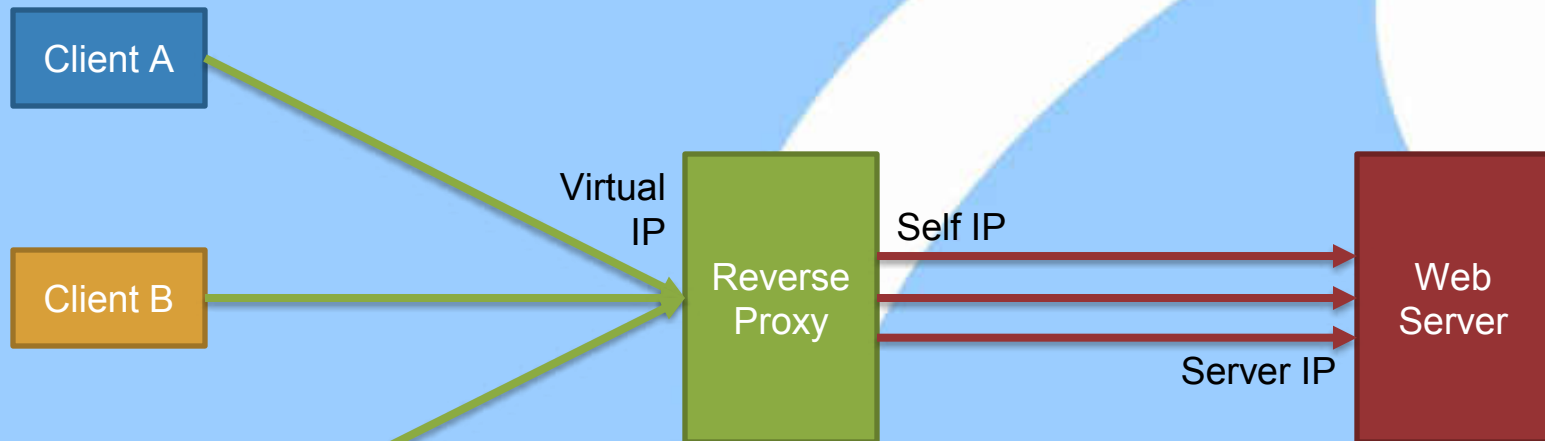 Client A
Virtual
IP
Self IP
Client B
Reverse
Proxy
Web
Server
Server IP